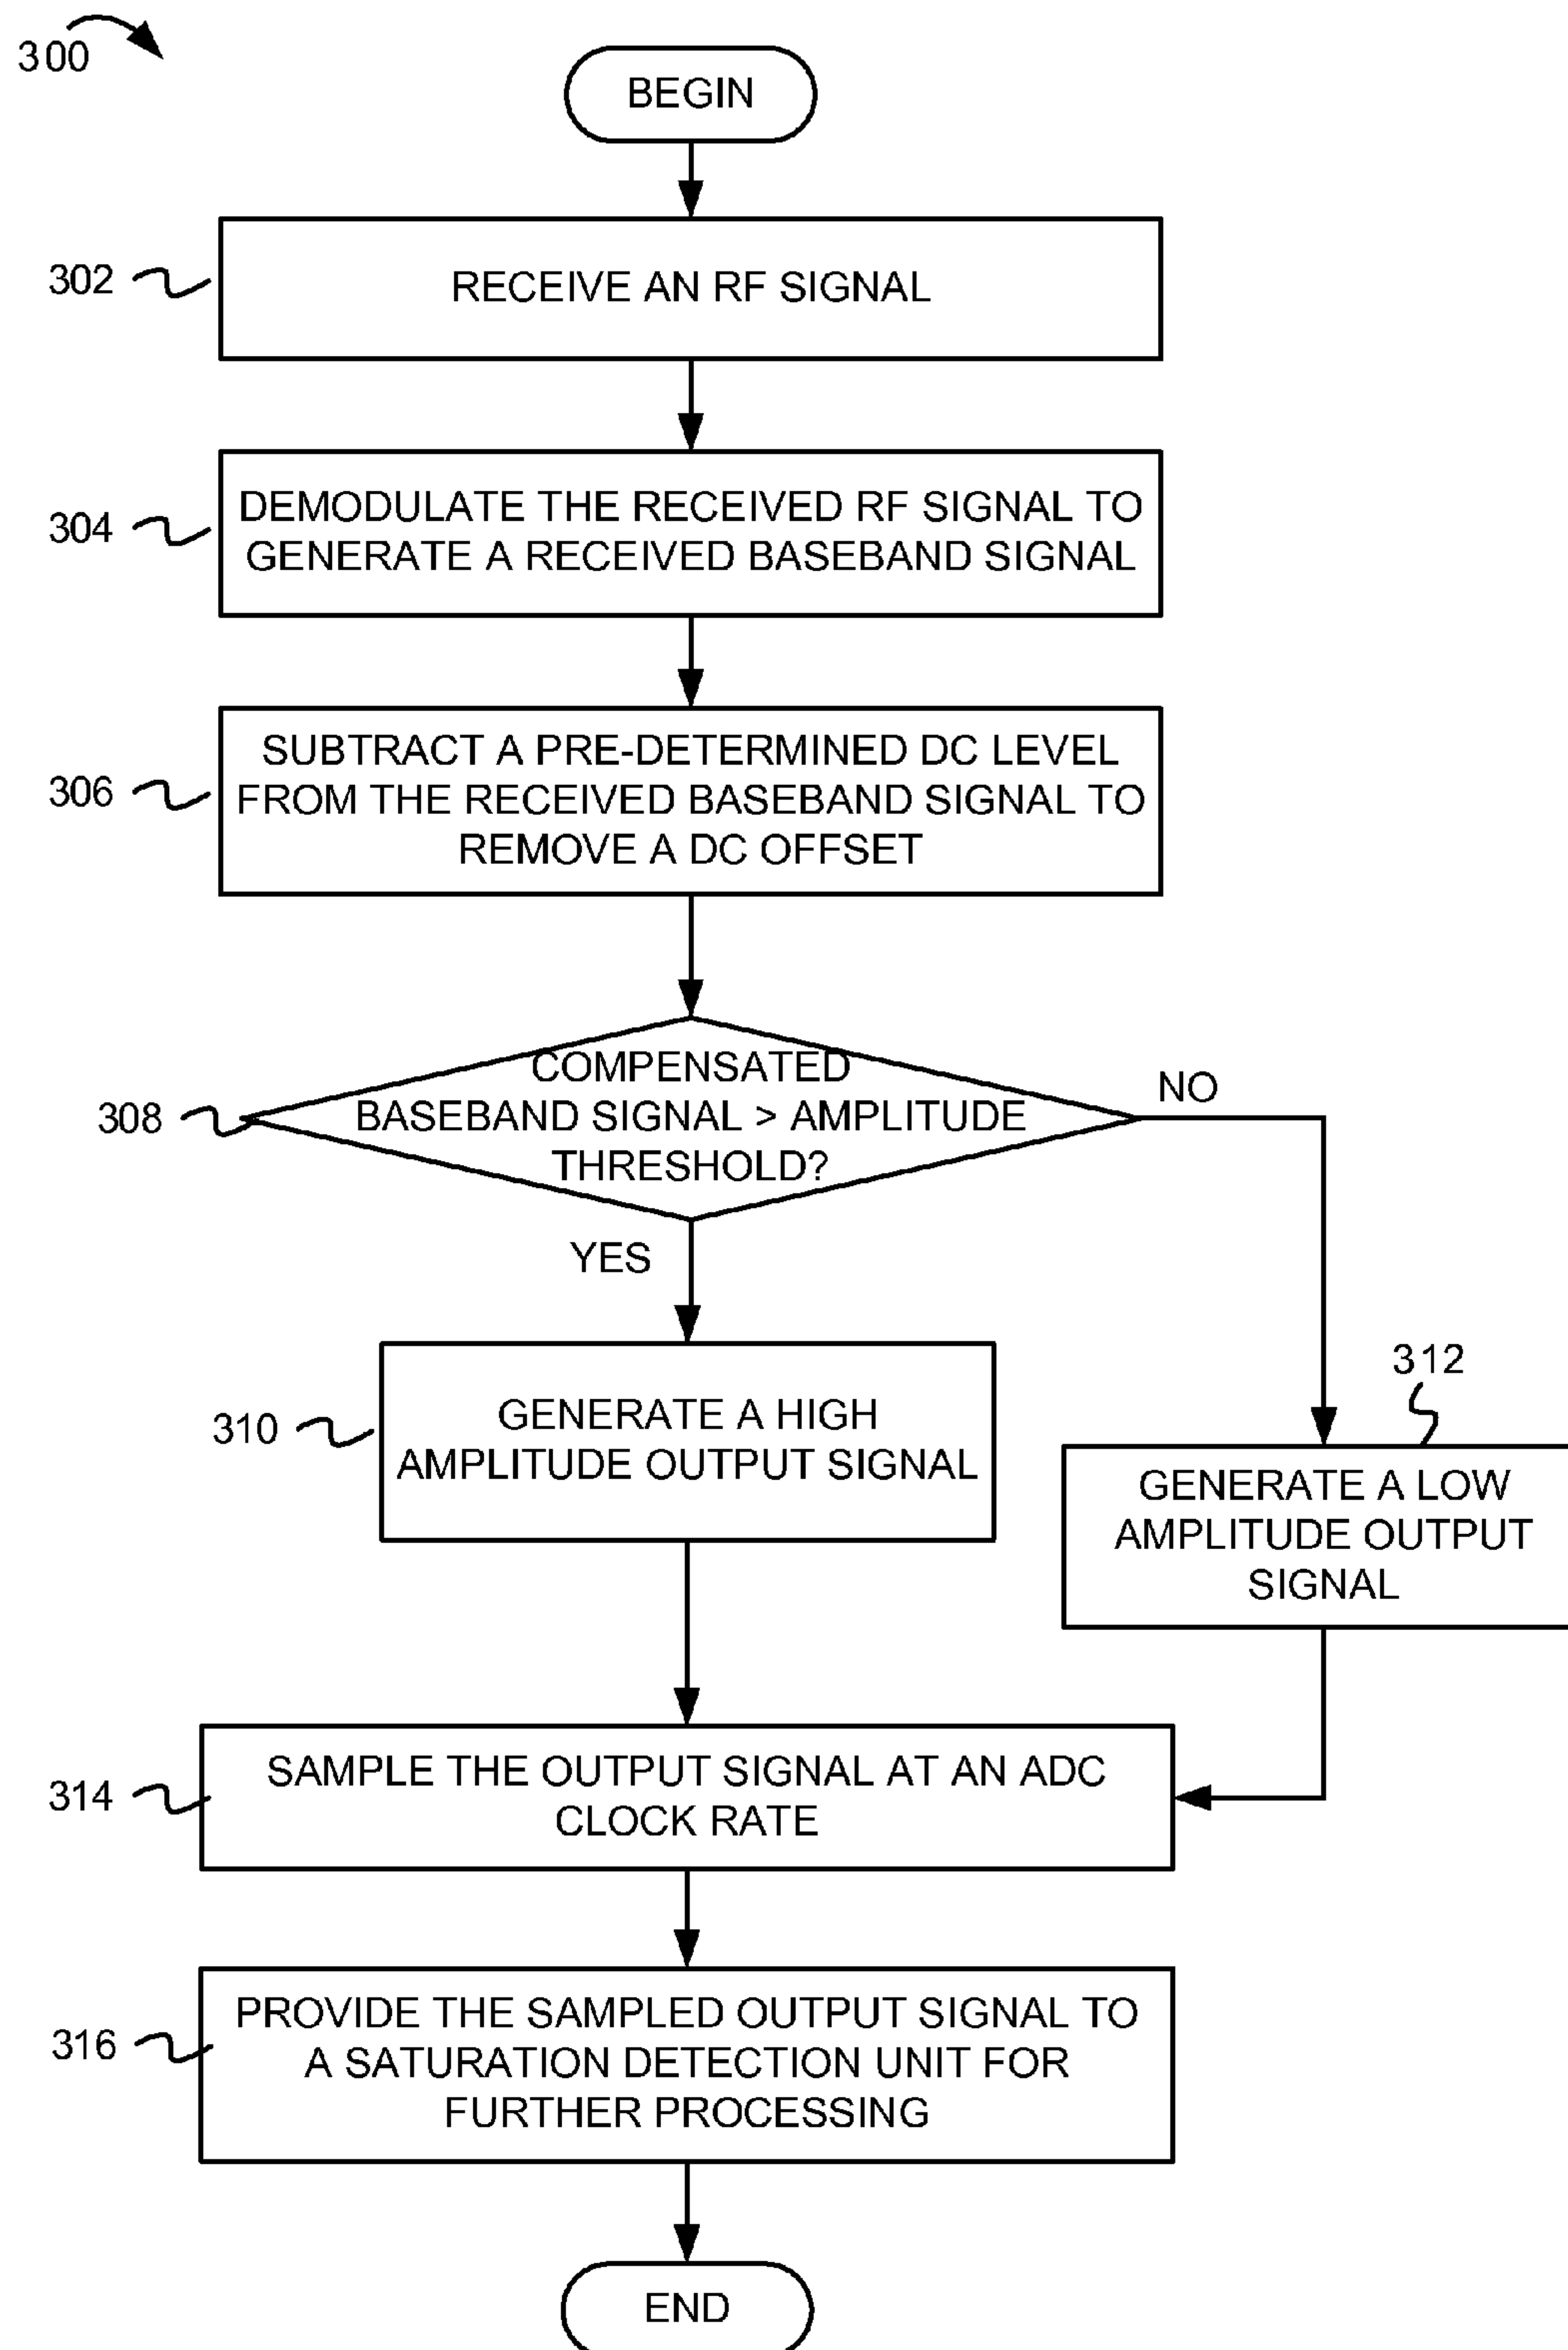 300
BEGIN
302
RECEIVE AN RF SIGNAL
304
DEMODULATE THE RECEIVED RF SIGNAL TO
GENERATE A RECEIVED BASEBAND SIGNAL
306
SUBTRACT A PRE-DETERMINED DC LEVEL
FROM THE RECEIVED BASEBAND SIGNAL TO
REMOVE A DC OFFSET
308
COMPENSATED
BASEBAND SIGNAL > AMPLITUDE
THRESHOLD?
NO
YES
310
GENERATE A HIGH
AMPLITUDE OUTPUT SIGNAL
312
GENERATE A LOW
AMPLITUDE OUTPUT
SIGNAL
314
SAMPLE THE OUTPUT SIGNAL AT AN ADC
CLOCK RATE
316
PROVIDE THE SAMPLED OUTPUT SIGNAL TO
A SATURATION DETECTION UNIT FOR
FURTHER PROCESSING
END